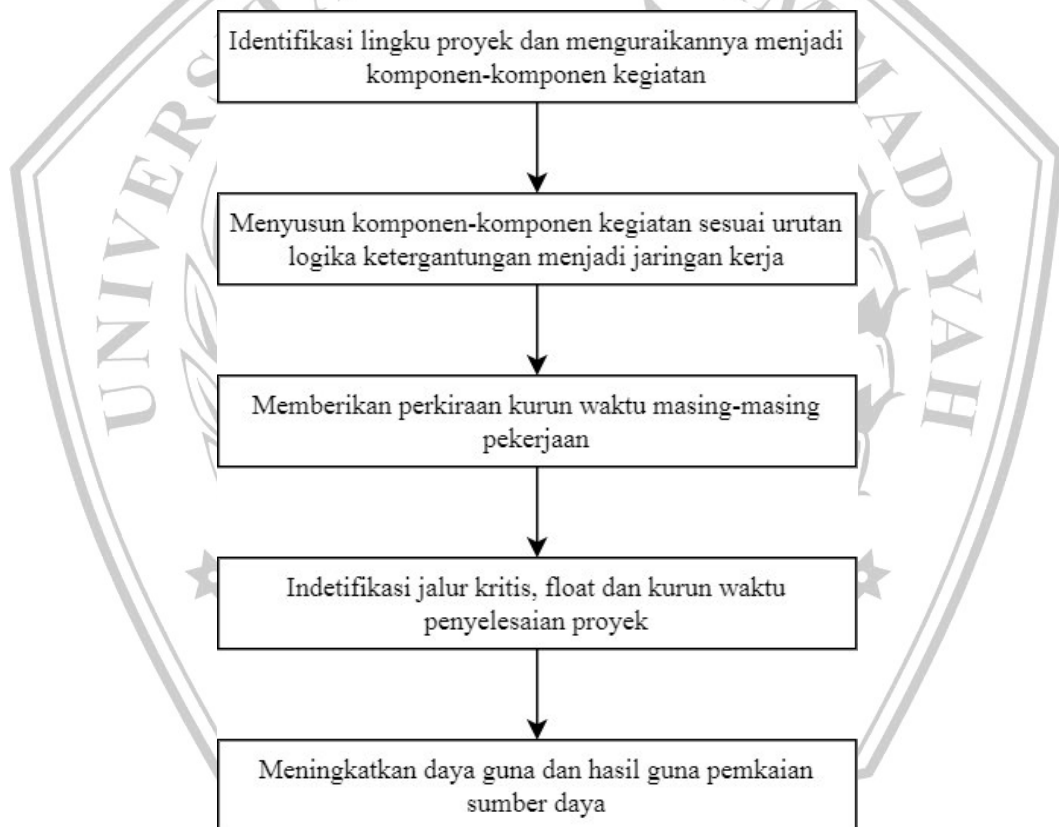 Identifikasi lingku proyek dan menguraikannya menjadi
komponen-komponen kegiatan
Menyusun komponen-komponen kegiatan sesuai urutan
logika ketergantungan menjadi jaringan kerja
Memberikan perkiraan kurun waktu masing-masing
pekerjaan
Indetifikasi jalur kritis, float dan kurun waktu
penyelesaian proyek
Meningkatkan daya guna dan hasil guna pemkaian
sumber daya